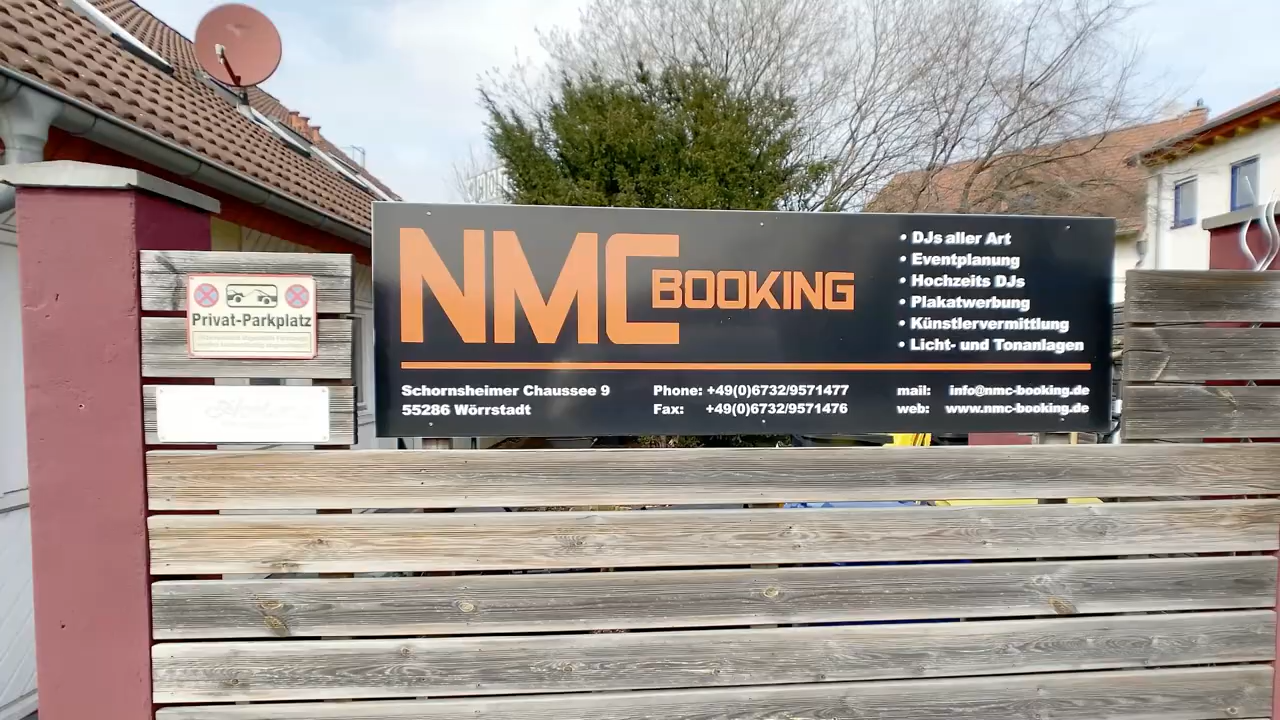 Privat-Parkplatz
NMC BOOKING
• DJs aller Art
• Eventplanung
• Hochzeits DJs
• Plakatwerbung
• Künstlervermittlung
• Licht- und Tonanlagen
Schornsheimer Chaussee 9
55286 Wörrstadt
Phone: +49(0)6732/9571477
Fax: +49(0)6732/9571476
mail: info@nmc-booking.de
web: www.nmc-booking.de